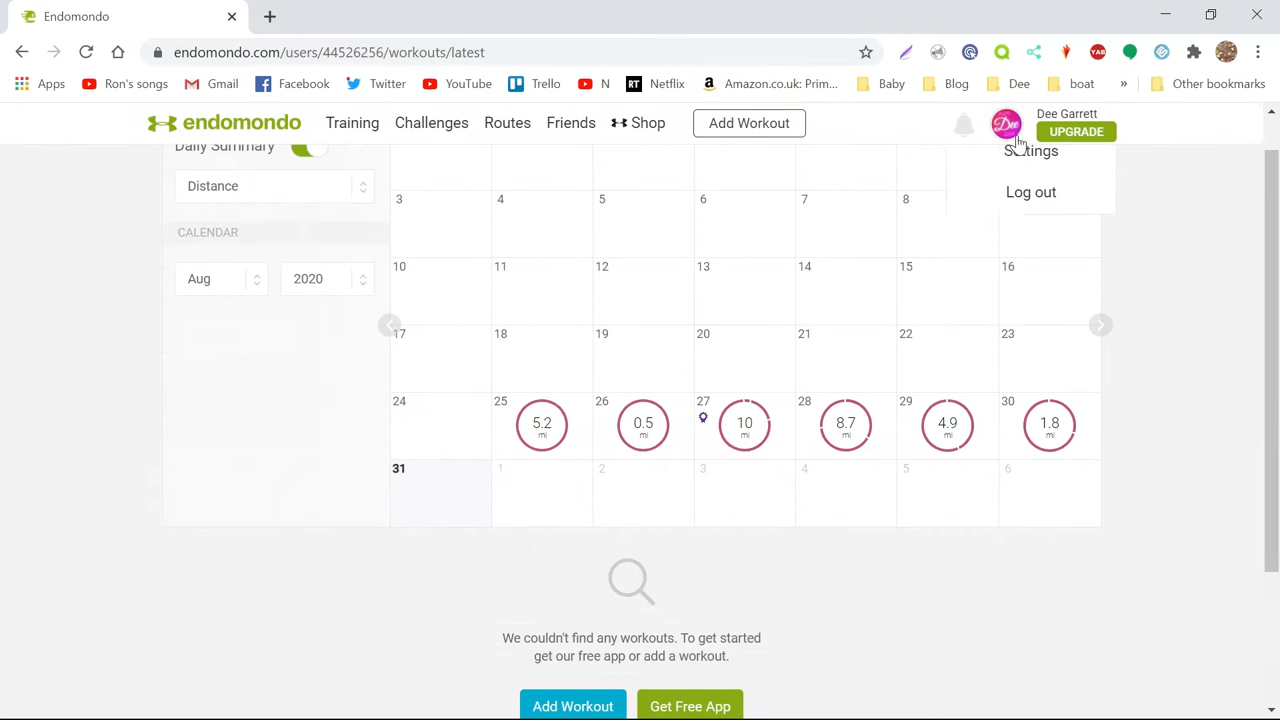 Endomondo
endomondo.com/users/44526256/workouts/latest
YAB
Apps Ron's songs Gmail Facebook Twitter YouTube Trello N RT Netflix a Amazon.co.uk: Prim... Baby Blog Dee boat » Other bookmarks
endomondo Training Challenges Routes Friends Shop Add Workout Dee Dee Garrett
UPGRADE
Daily Summary
Settings
Log out
Distance
CALENDAR
Aug 2020
3 4 5 6 7 8
10 11 12 13 14 15 16
17 18 19 20 21 22 23
24 25 26 27 28 29 30
5.2 0.5 10 8.7 4.9 1.8
mi mi mi mi mi mi
31 1 2 3 4 5 6
We couldn't find any workouts. To get started
get our free app or add a workout.
Add Workout Get Free App